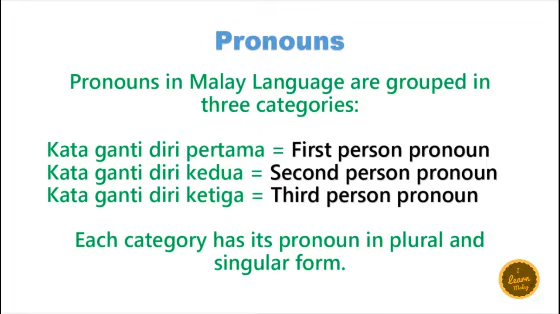 Pronouns
Pronouns in Malay Language are grouped in
three categories:
Kata ganti diri pertama = First person pronoun
Kata ganti diri kedua = Second person pronoun
Kata ganti diri ketiga = Third person pronoun
Each category has its pronoun in plural and
singular form.
I
learn
Malay